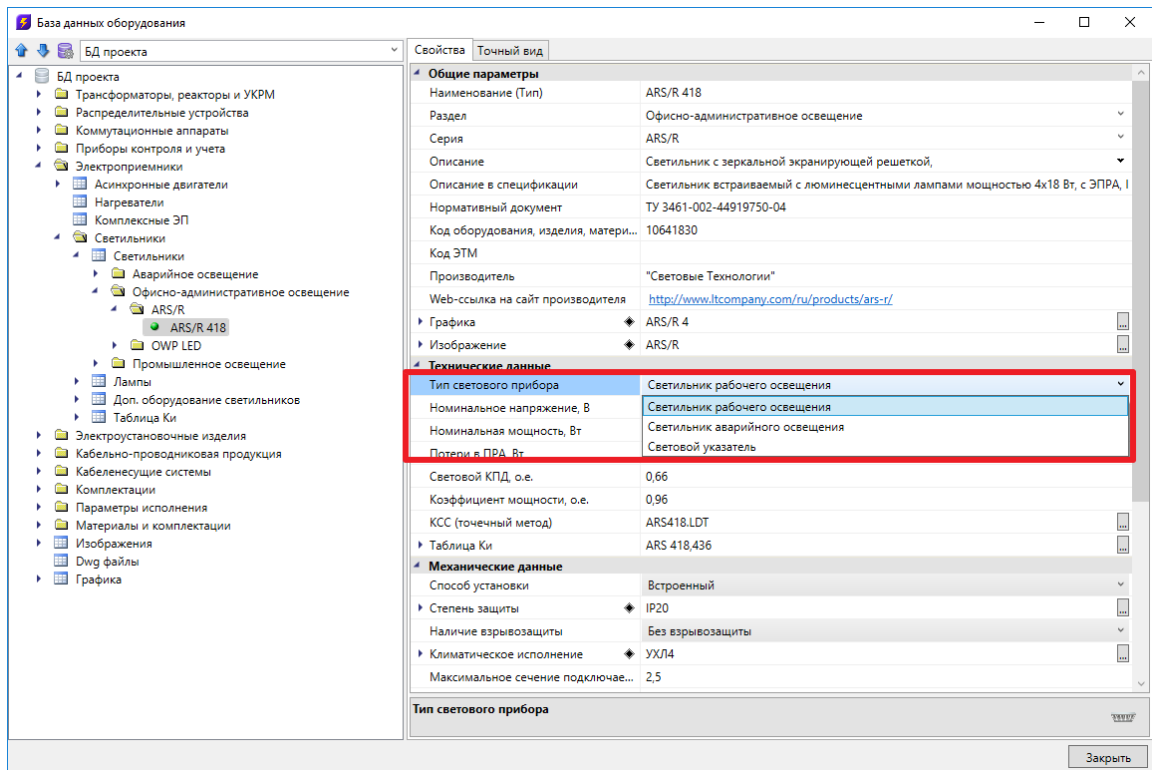 База данных оборудования
БД проекта
БД проекта
Трансформаторы, реакторы и УКРМ
Распределительные устройства
Коммутационные аппараты
Приборы контроля и учета
Электроприемники
Асинхронные двигатели
Нагреватели
Комплексные ЭП
Светильники
Светильники
Аварийное освещение
Офисно-административное освещение
ARS/R
ARS/R 418
OWP LED
Промышленное освещение
Лампы
Доп. оборудование светильников
Таблица Ки
Электроустановочные изделия
Кабельно-проводниковая продукция
Кабеленесущие системы
Комплектации
Параметры исполнения
Материалы и комплектации
Изображения
Dwg файлы
Графика
Свойства Точный вид
Общие параметры
Наименование (Тип) ARS/R 418
Раздел Офисно-административное освещение
Серия ARS/R
Описание Светильник с зеркальной экранирующей решеткой,
Описание в спецификации Светильник встраиваемый с люминесцентными лампами мощностью 4х18 Вт, с ЭПРА, I
Нормативный документ ТУ 3461-002-44919750-04
Код оборудования, изделия, матери... 10641830
Код ЭТМ
Производитель "Световые Технологии"
Web-ссылка на сайт производителя http://www.ltcompany.com/ru/products/ars-r/
Графика ARS/R 4 ...
Изображение ARS/R ...
Технические данные
Тип светового прибора Светильник рабочего освещения
Номинальное напряжение, В Светильник рабочего освещения
Номинальная мощность, Вт Светильник аварийного освещения
Потери в ПРА, Вт Световой указатель
Световой КПД, о.е. 0,66
Коэффициент мощности, о.е. 0,96
КСС (точечный метод) ARS418.LDT ...
Таблица Ки ARS 418,436 ...
Механические данные
Способ установки Встроенный
Степень защиты IP20 ...
Наличие взрывозащиты Без взрывозащиты
Климатическое исполнение УХЛ4 ...
Максимальное сечение подключае... 2,5
Тип светового прибора
Закрыть